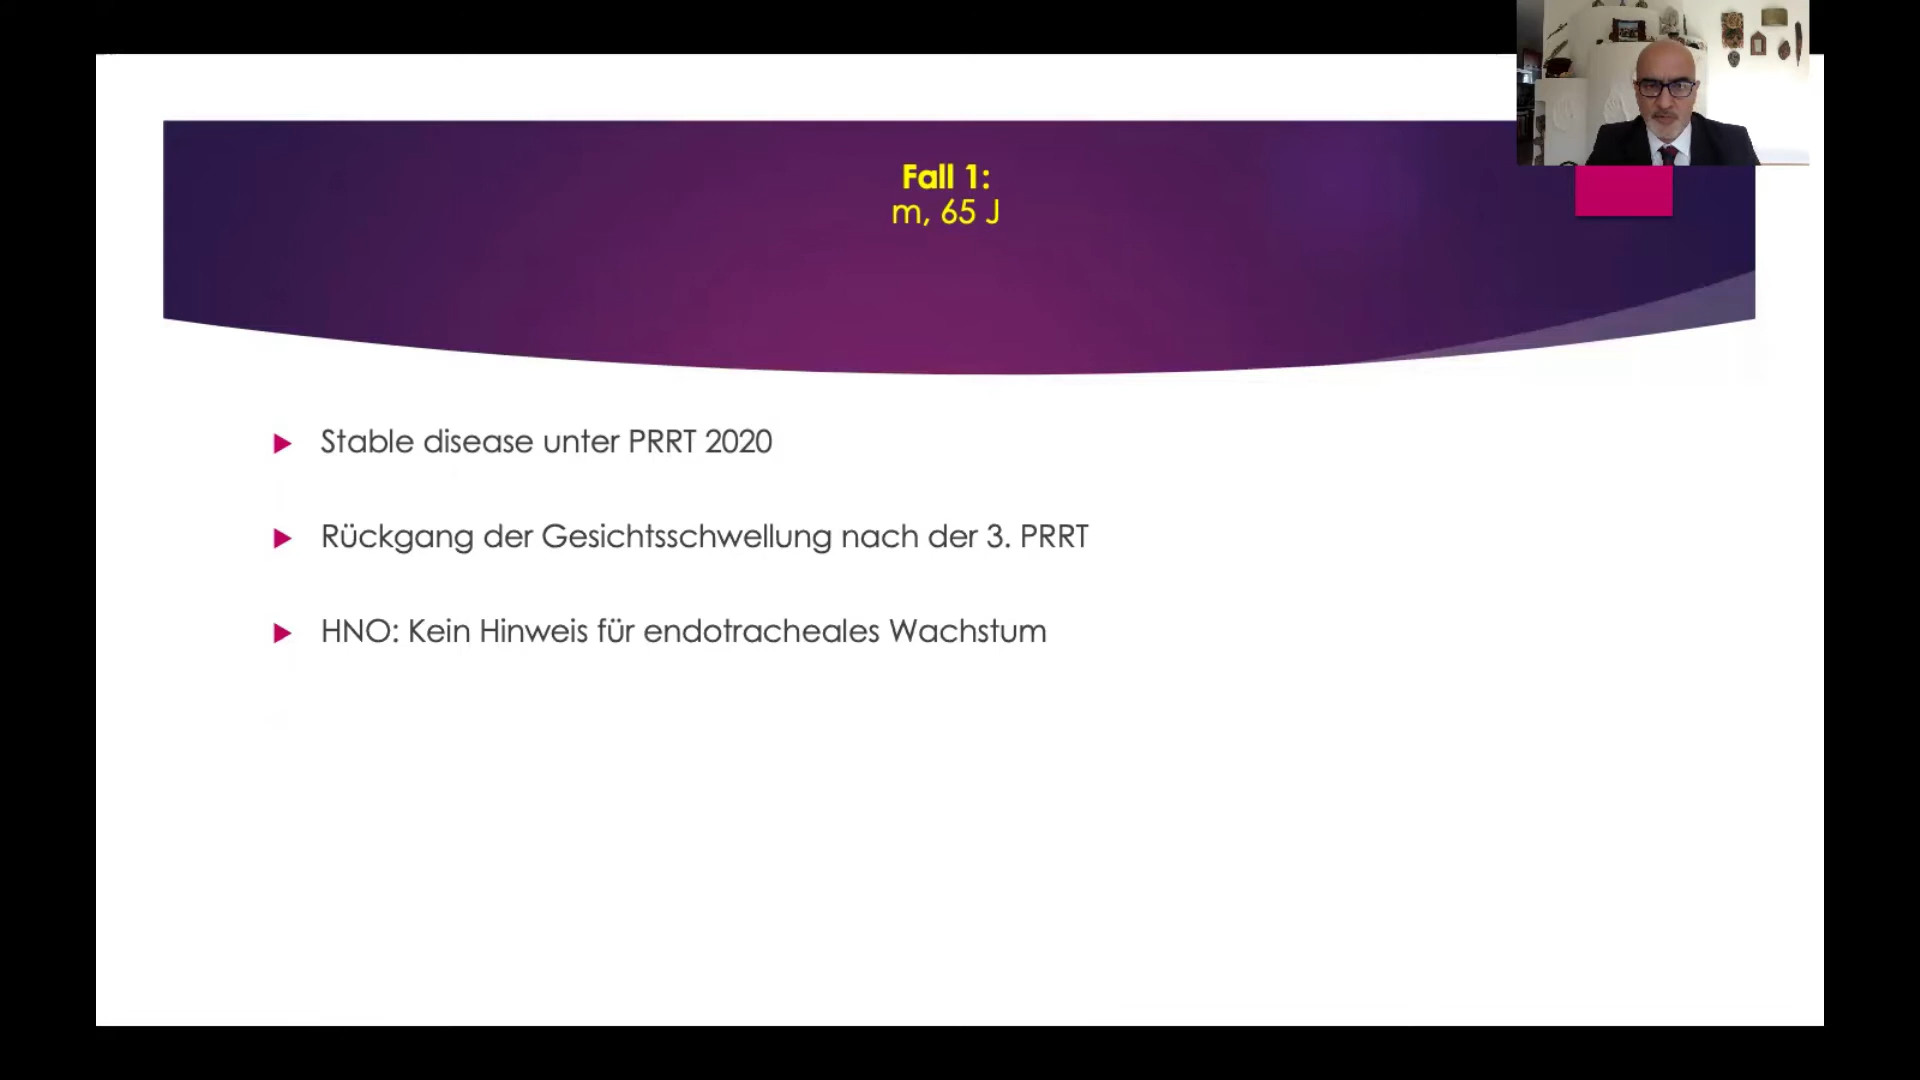 Fall 1:
m, 65 J
Stable disease unter PRRT 2020
Rückgang der Gesichtsschwellung nach der 3. PRRT
HNO: Kein Hinweis für endotracheales Wachstum